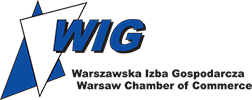 WIG
Warszawska Izba Gospodarcza
Warsaw Chamber of Commerce